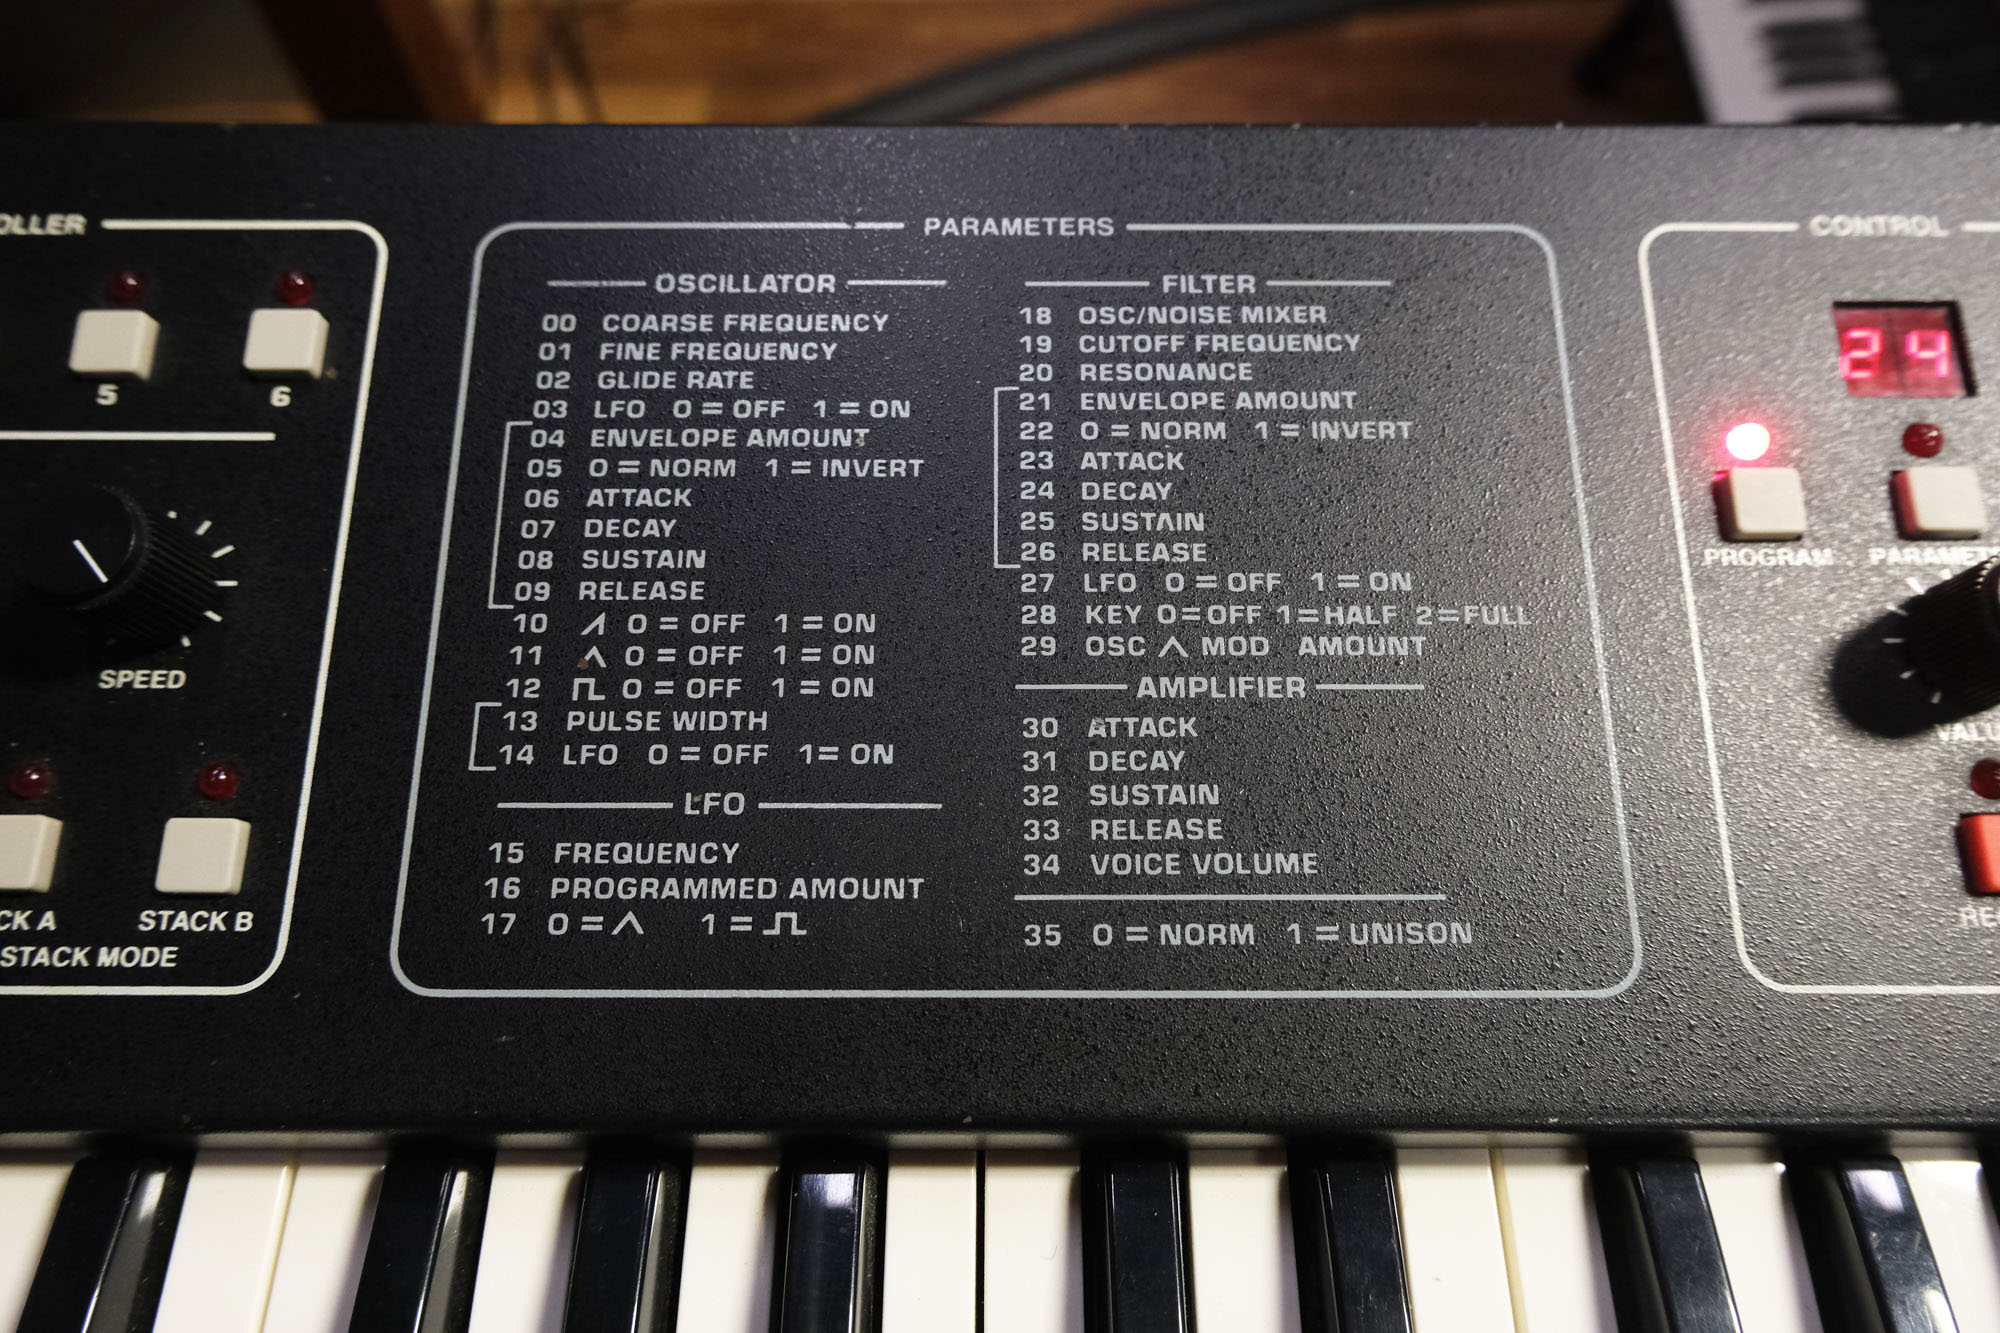 PARAMETERS
OSCILLATOR
00 COARSE FREQUENCY
01 FINE FREQUENCY
02 GLIDE RATE
03 LFO 0 = OFF 1 = ON
04 ENVELOPE AMOUNT
05 0 = NORM 1 = INVERT
06 ATTACK
07 DECAY
08 SUSTAIN
09 RELEASE
10 0 = OFF 1 = ON
11 0 = OFF 1 = ON
12 0 = OFF 1 = ON
13 PULSE WIDTH
14 LFO 0 = OFF 1 = ON
LFO
15 FREQUENCY
16 PROGRAMMED AMOUNT
17 0 = 1 =
FILTER
18 OSC/NOISE MIXER
19 CUTOFF FREQUENCY
20 RESONANCE
21 ENVELOPE AMOUNT
22 0 = NORM 1 = INVERT
23 ATTACK
24 DECAY
25 SUSTAIN
26 RELEASE
27 LFO 0 = OFF 1 = ON
28 KEY 0=OFF 1=HALF 2=FULL
29 OSC MOD AMOUNT
AMPLIFIER
30 ATTACK
31 DECAY
32 SUSTAIN
33 RELEASE
34 VOICE VOLUME
35 0 = NORM 1 = UNISON
OLLER
5
6
SPEED
CK A
STACK B
STACK MODE
CONTROL
24
PROGRAM
PARAMET
VALU
RE